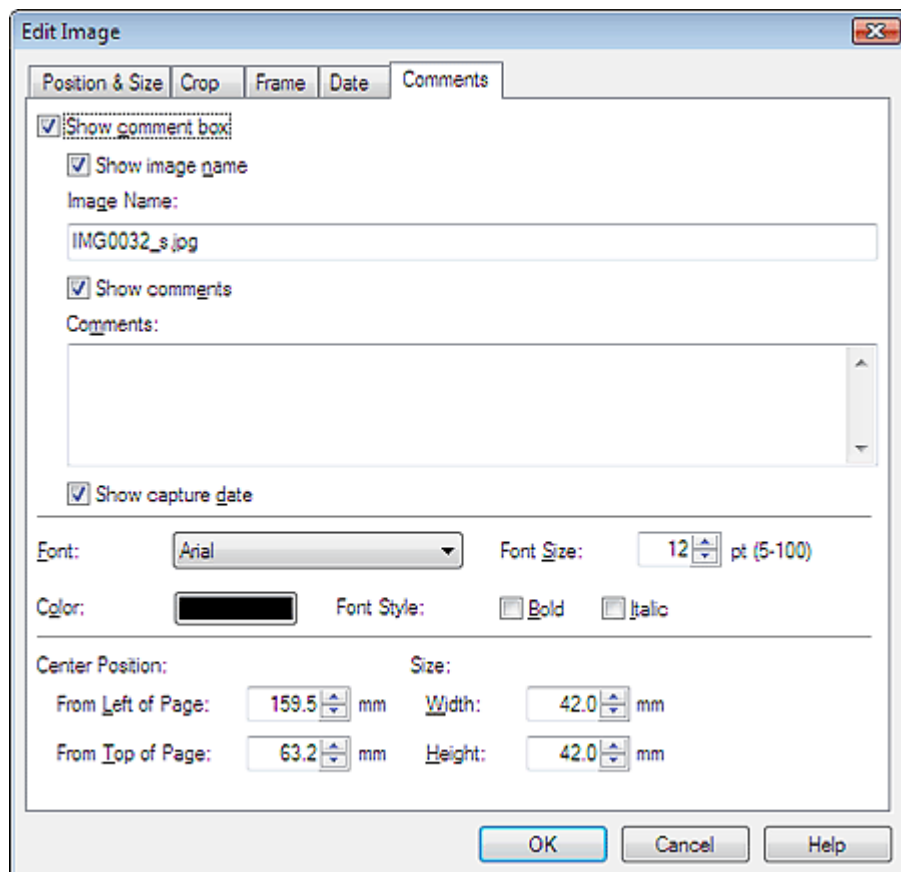 Edit Image
Position & Size Crop Frame Date Comments
Show comment box
Show image name
Image Name:
IMG0032_s.jpg
Show comments
Comments:
Show capture date
Font: Arial Font Size: 12 pt (5-100)
Color: Font Style: Bold Italic
Center Position: Size:
From Left of Page: 159.5 mm Width: 42.0 mm
From Top of Page: 63.2 mm Height: 42.0 mm
OK Cancel Help